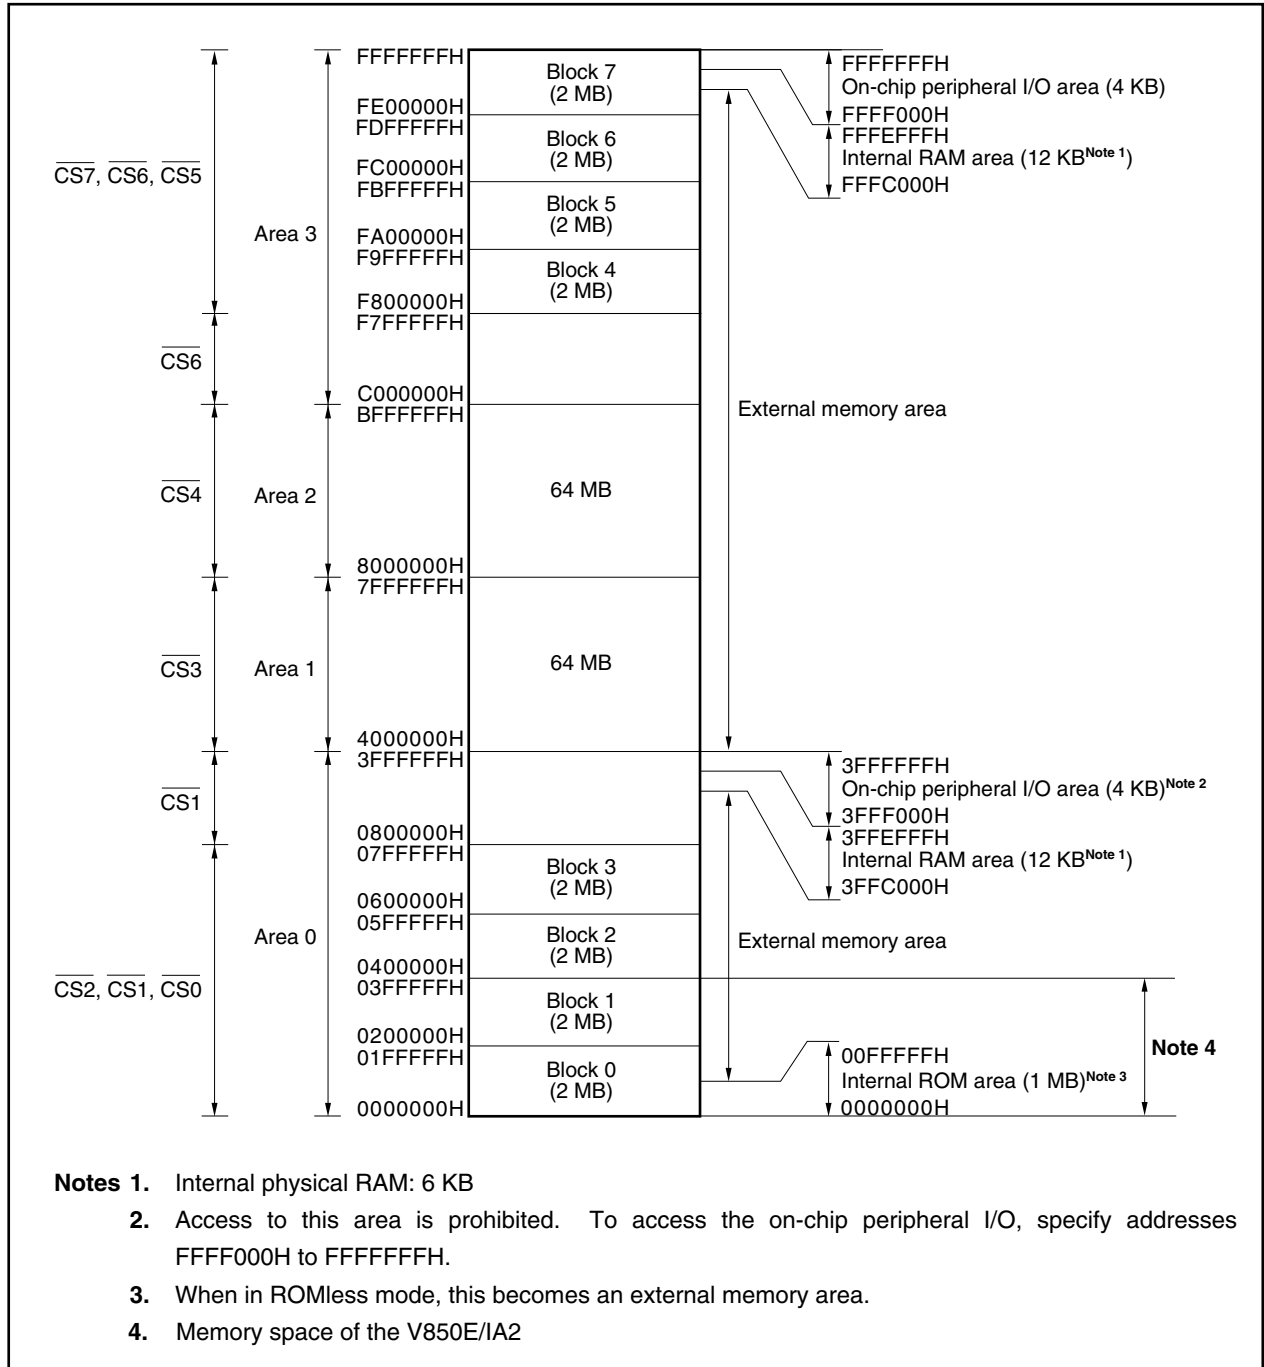 FFFFFFFH
Block 7
(2 MB)
FE00000H
FDFFFFFH
Block 6
(2 MB)
FC00000H
FBFFFFFH
Block 5
(2 MB)
FA00000H
F9FFFFFH
Block 4
(2 MB)
F800000H
F7FFFFFH
C000000H
BFFFFFFH
64 MB
8000000H
7FFFFFFH
64 MB
4000000H
3FFFFFFH
0800000H
07FFFFFH
Block 3
(2 MB)
0600000H
05FFFFFH
Block 2
(2 MB)
0400000H
03FFFFFH
Block 1
(2 MB)
0200000H
01FFFFFH
Block 0
(2 MB)
0000000H
CS7, CS6, CS5
CS6
CS4
CS3
CS1
CS2, CS1, CS0
Area 3
Area 2
Area 1
Area 0
FFFFFFFH
On-chip peripheral I/O area (4 KB)
FFFF000H
FFFEFFFH
Internal RAM area (12 KBNote 1)
FFFC000H
External memory area
3FFFFFFH
On-chip peripheral I/O area (4 KB)Note 2
3FFF000H
3FFEFFFH
Internal RAM area (12 KBNote 1)
3FFC000H
External memory area
00FFFFFH
Internal ROM area (1 MB)Note 3
0000000H
Note 4
Notes 1. Internal physical RAM: 6 KB
2. Access to this area is prohibited. To access the on-chip peripheral I/O, specify addresses
FFFF000H to FFFFFFFH.
3. When in ROMless mode, this becomes an external memory area.
4. Memory space of the V850E/IA2